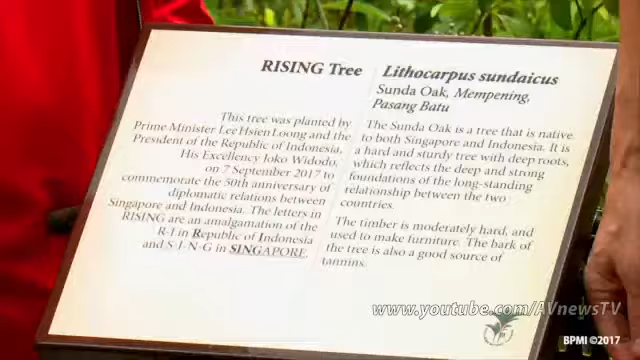 RISING Tree
This tree was planted by
Prime Minister Lee Hsien Loong and the
President of the Republic of Indonesia,
His Excellency Joko Widodo,
on 7 September 2017 to
commemorate the 50th anniversary of
diplomatic relations between
Singapore and Indonesia. The letters in
RISING are an amalgamation of the
R-I in Republic of Indonesia
and S-I-N-G in SINGAPORE.
Lithocarpus sundaicus
Sunda Oak, Mempening,
Pasang Batu
The Sunda Oak is a tree that is native
to both Singapore and Indonesia. It is
a hard and sturdy tree with deep roots,
which reflects the deep and strong
foundations of the long-standing
relationship between the two
countries.
The timber is moderately hard, and
used to make furniture. The bark of
the tree is also a good source of
tannins.
www.youtube.com/AVnewsTV
BPMI ©2017